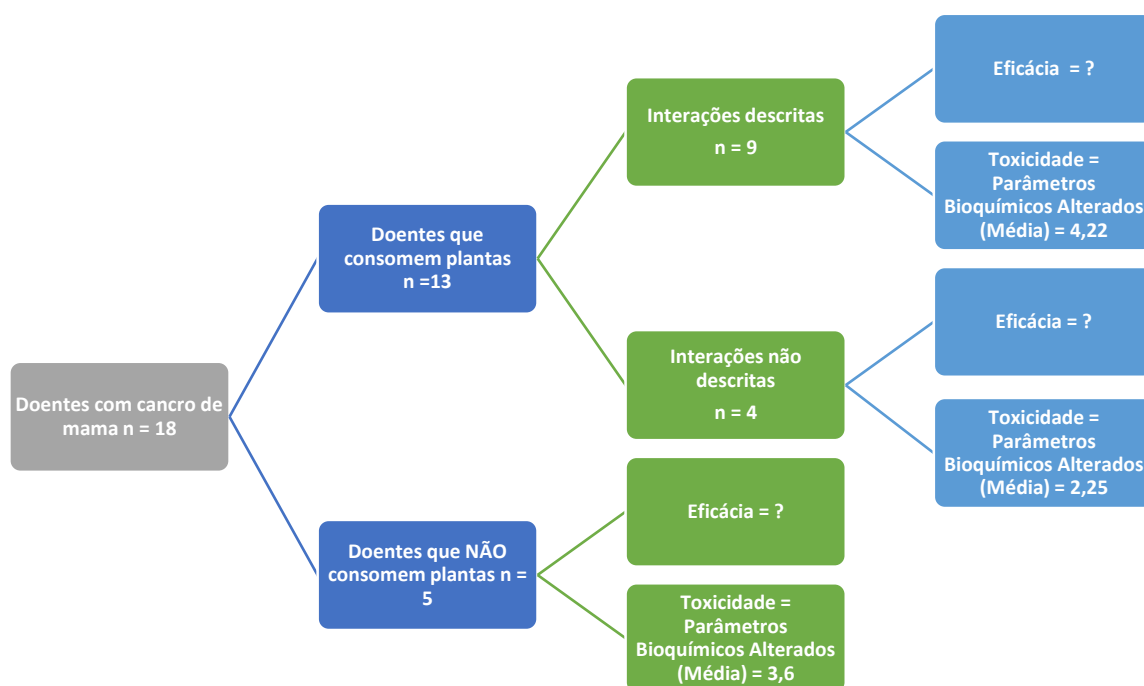 Doentes com cancro de
mama n = 18
Doentes que
consomem plantas
n =13
Interações descritas
n = 9
Eficácia  = ?
Toxicidade =
Parâmetros
Bioquímicos Alterados
(Média) = 4,22
Interações não
descritas
n = 4
Eficácia = ?
Toxicidade =
Parâmetros
Bioquímicos Alterados
(Média) = 2,25
Doentes que NÃO
consomem plantas n =
5
Eficácia = ?
Toxicidade =
Parâmetros
Bioquímicos Alterados
(Média) = 3,6